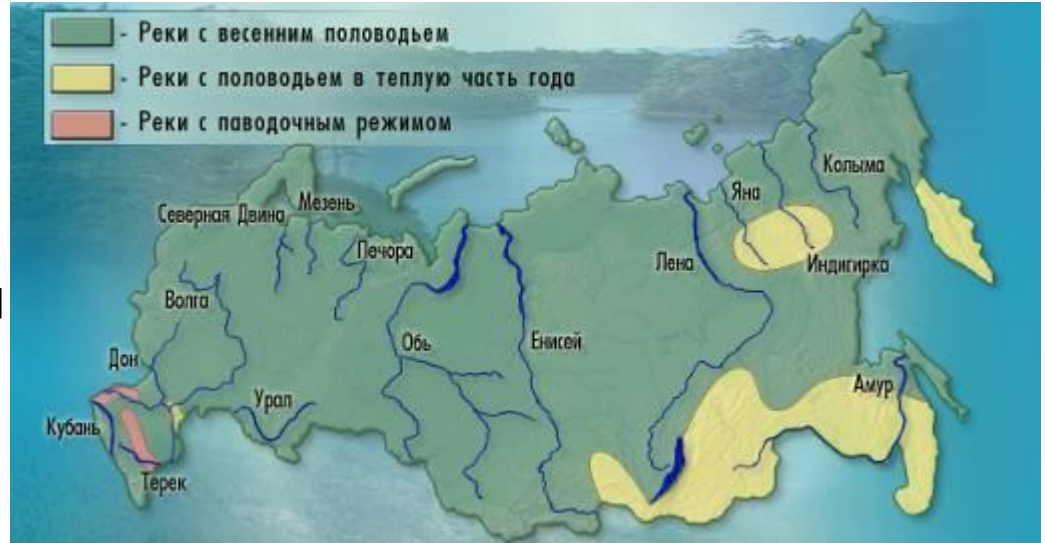 - Реки с весенним половодьем
- Реки с половодьем в теплую часть года
- Реки с паводочным режимом
Колыма
Яна
Мезень
Северная Двина
Печора
Лена
Индигирка
Волга
Обь
Енисей
Дон
Амур
Урал
Кубань
Терек